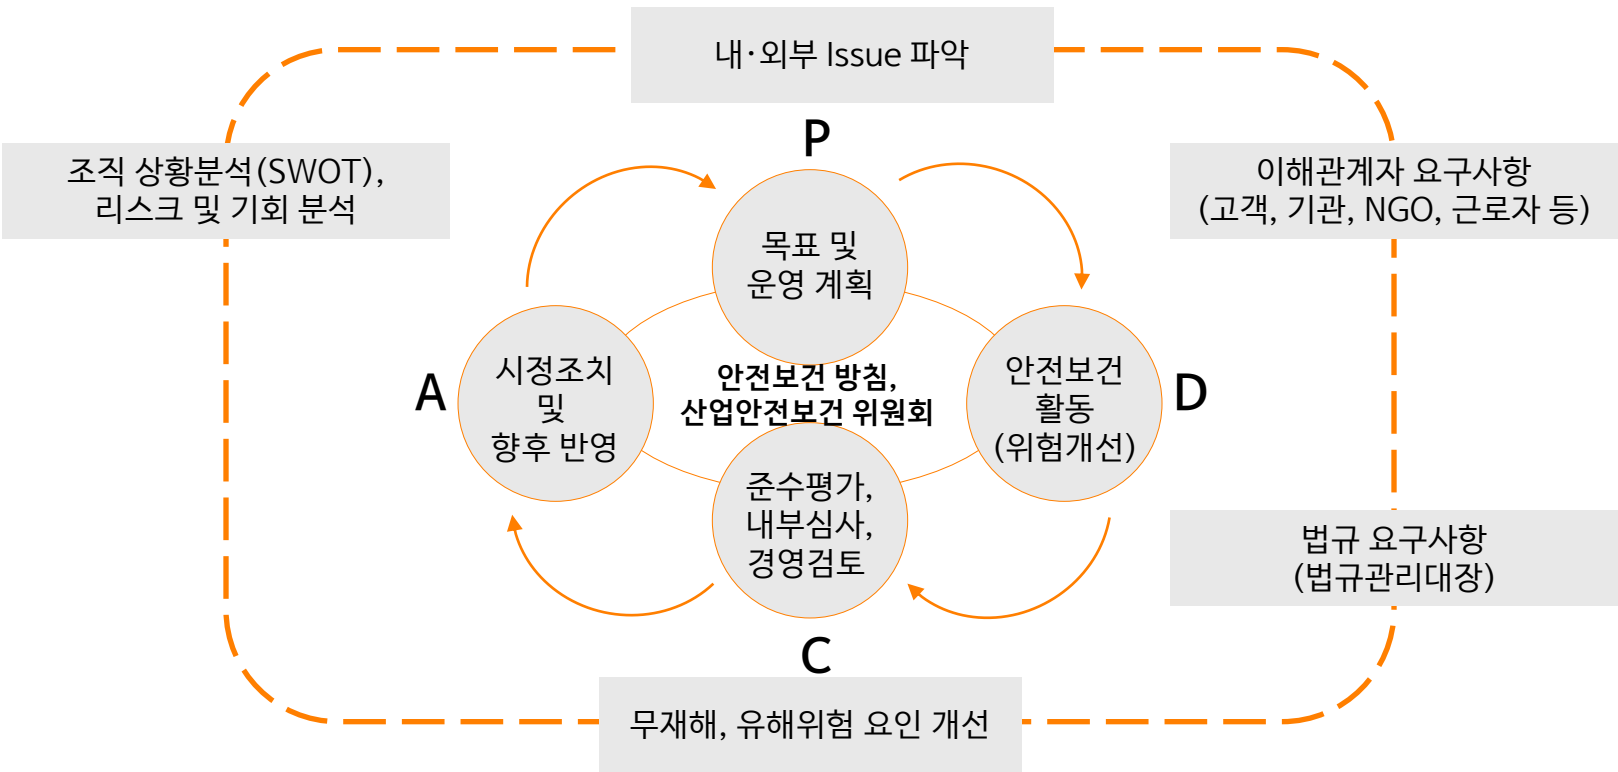 내·외부 Issue 파악
P
조직 상황분석(SWOT),
리스크 및 기회 분석
이해관계자 요구사항
(고객, 기관, NGO, 근로자 등)
목표 및
운영 계획
A
시정조치
및
향후 반영
안전보건 방침,
산업안전보건 위원회
안전보건
활동
(위험개선)
D
준수평가,
내부심사,
경영검토
법규 요구사항
(법규관리대장)
C
무재해, 유해위험 요인 개선